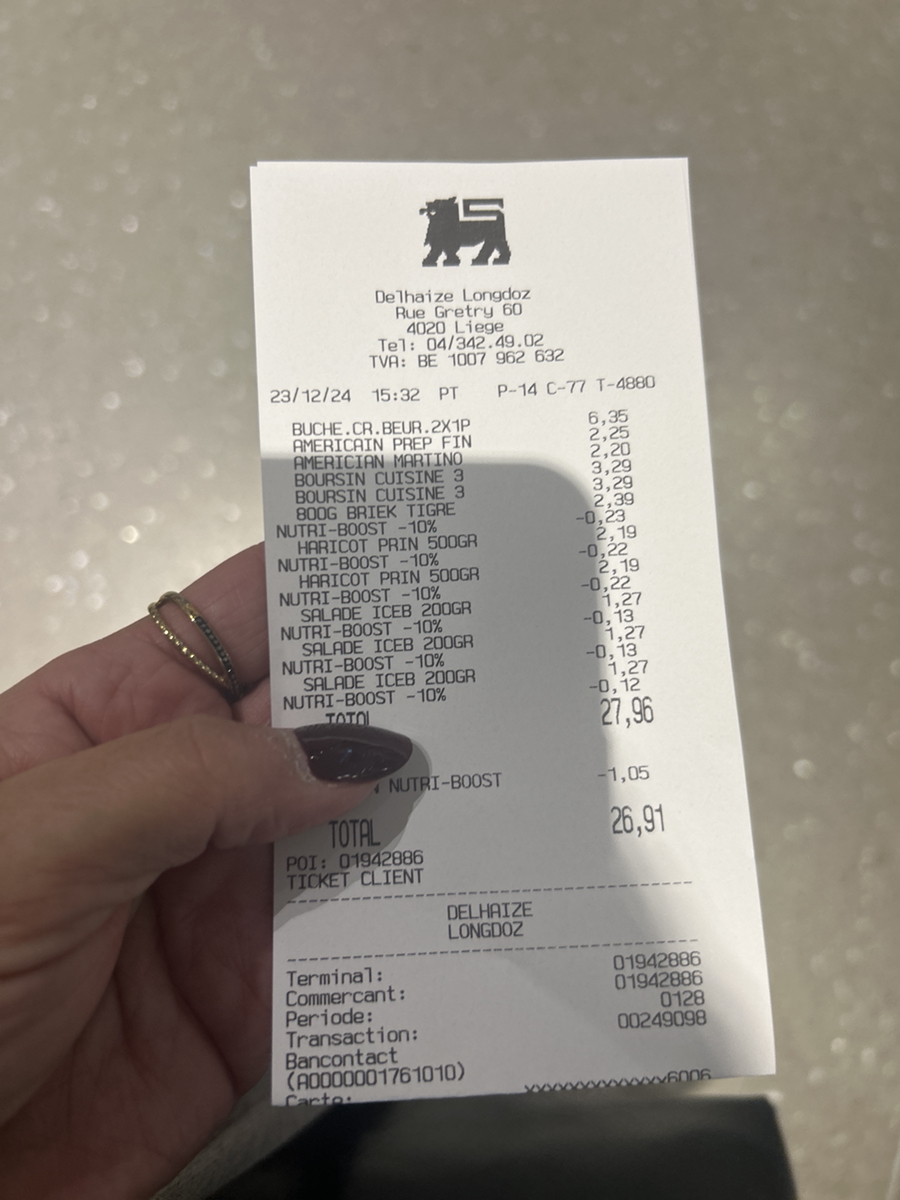 Delhaize Longdoz
Rue Gretry 60
4020 Liege
Tel: 04/342.49.02
TVA: BE 1007 962 632
23/12/24 15:32 PT P-14 C-77 T-4880
BUCHE.CR.BEUR.2X1P 6,35
AMERICAIN PREP FIN 2,25
AMERICIAN MARTINO 2,20
BOURSIN CUISINE 3 3,29
BOURSIN CUISINE 3 3,29
800G BRIEK TIGRE 2,39
NUTRI-BOOST -10% -0,23
HARICOT PRIN 500GR 2,19
NUTRI-BOOST -10% -0,22
HARICOT PRIN 500GR 2,19
NUTRI-BOOST -10% -0,22
SALADE ICEB 200GR 1,27
NUTRI-BOOST -10% -0,13
SALADE ICEB 200GR 1,27
NUTRI-BOOST -10% -0,13
SALADE ICEB 200GR 1,27
NUTRI-BOOST -10% -0,12
TOTAL 27,96
NUTRI-BOOST -1,05
TOTAL 26,91
POI: 01942886
TICKET CLIENT
DELHAIZE
LONGDOZ
Terminal: 01942886
Commercant: 01942886
Periode: 0128
Transaction: 00249098
Bancontact
(A0000001761010)
Carte: xxxxxxxxxxxxx6006